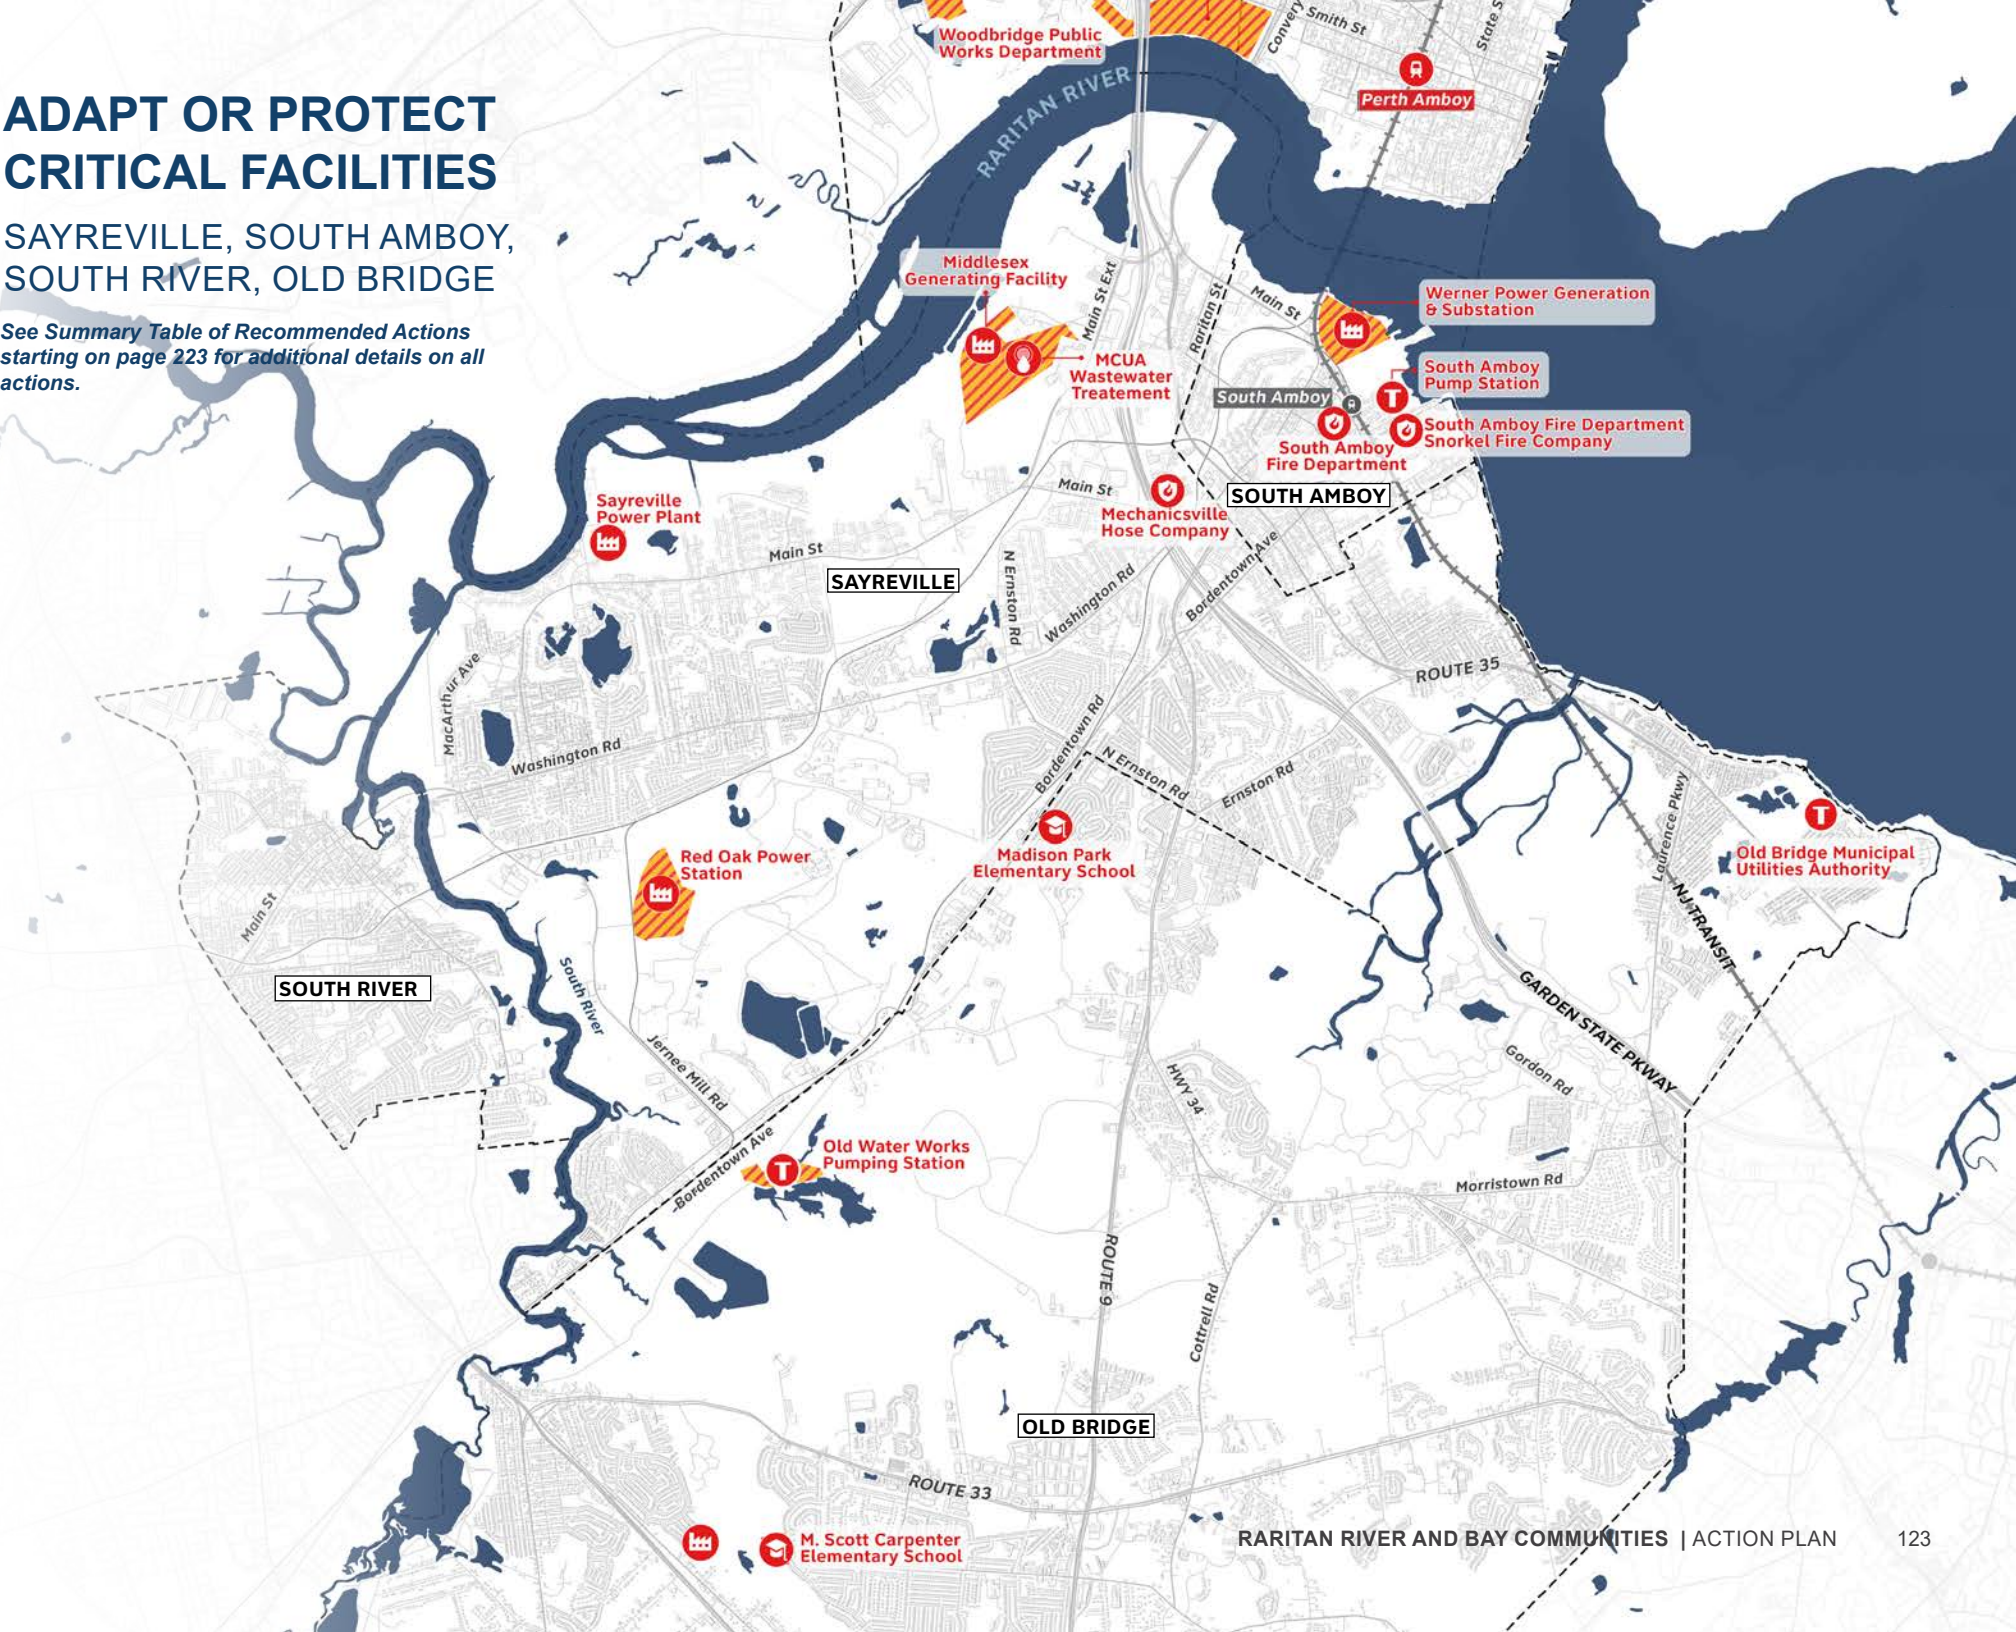 ADAPT OR PROTECT
CRITICAL FACILITIES
SAYREVILLE, SOUTH AMBOY,
SOUTH RIVER, OLD BRIDGE
See Summary Table of Recommended Actions
starting on page 223 for additional details on all
actions.
Woodbridge Public
Works Department
Smith St
Perth Amboy
RARITAN RIVER
Middlesex
Generating Facility
Main St Ext
Raritan St
Main St
Werner Power Generation
& Substation
MCUA
Wastewater
Treatement
South Amboy
Pump Station
South Amboy
South Amboy Fire Department
Snorkel Fire Company
South Amboy
Fire Department
SOUTH AMBOY
Sayreville
Power Plant
Main St
Mechanicsville
Hose Company
Main St
SAYREVILLE
N Ernston Rd
Washington Rd
Bordentown Ave
MacArthur Ave
Washington Rd
ROUTE 35
Bordentown Rd
N Ernston Rd
Ernston Rd
Laurence Pkwy
Madison Park
Elementary School
Old Bridge Municipal
Utilities Authority
Red Oak Power
Station
Main St
NJ TRANSIT
SOUTH RIVER
South River
GARDEN STATE PKWAY
Jernee Mill Rd
Gordon Rd
HWY 34
Bordentown Ave
Old Water Works
Pumping Station
Morristown Rd
ROUTE 9
Cottrell Rd
OLD BRIDGE
ROUTE 33
M. Scott Carpenter
Elementary School
RARITAN RIVER AND BAY COMMUNITIES | ACTION PLAN 123